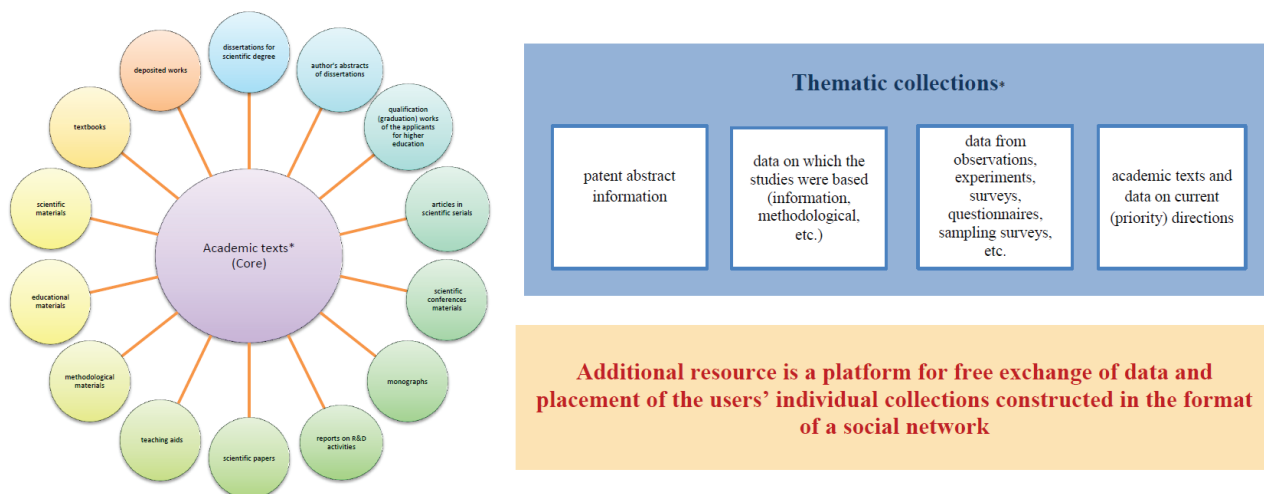 dissertations for
scientific degree
author's abstracts
of dissertations
qualification
(graduation) works
of the applicants
for higher
education
articles in
scientific serials
scientific
conferences
materials
monographs
reports on R&D
activities
scientific papers
teaching aids
methodological
materials
educational
materials
scientific
materials
textbooks
deposited works
Academic texts*
(Core)
Thematic collections*
patent abstract
information
data on which the
studies were based
(information,
methodological,
etc.)
data from
observations,
experiments,
surveys,
questionnaires,
sampling surveys,
etc.
academic texts and
data on current
(priority) directions
Additional resource is a platform for free exchange of data and
placement of the users’ individual collections constructed in the format
of a social network